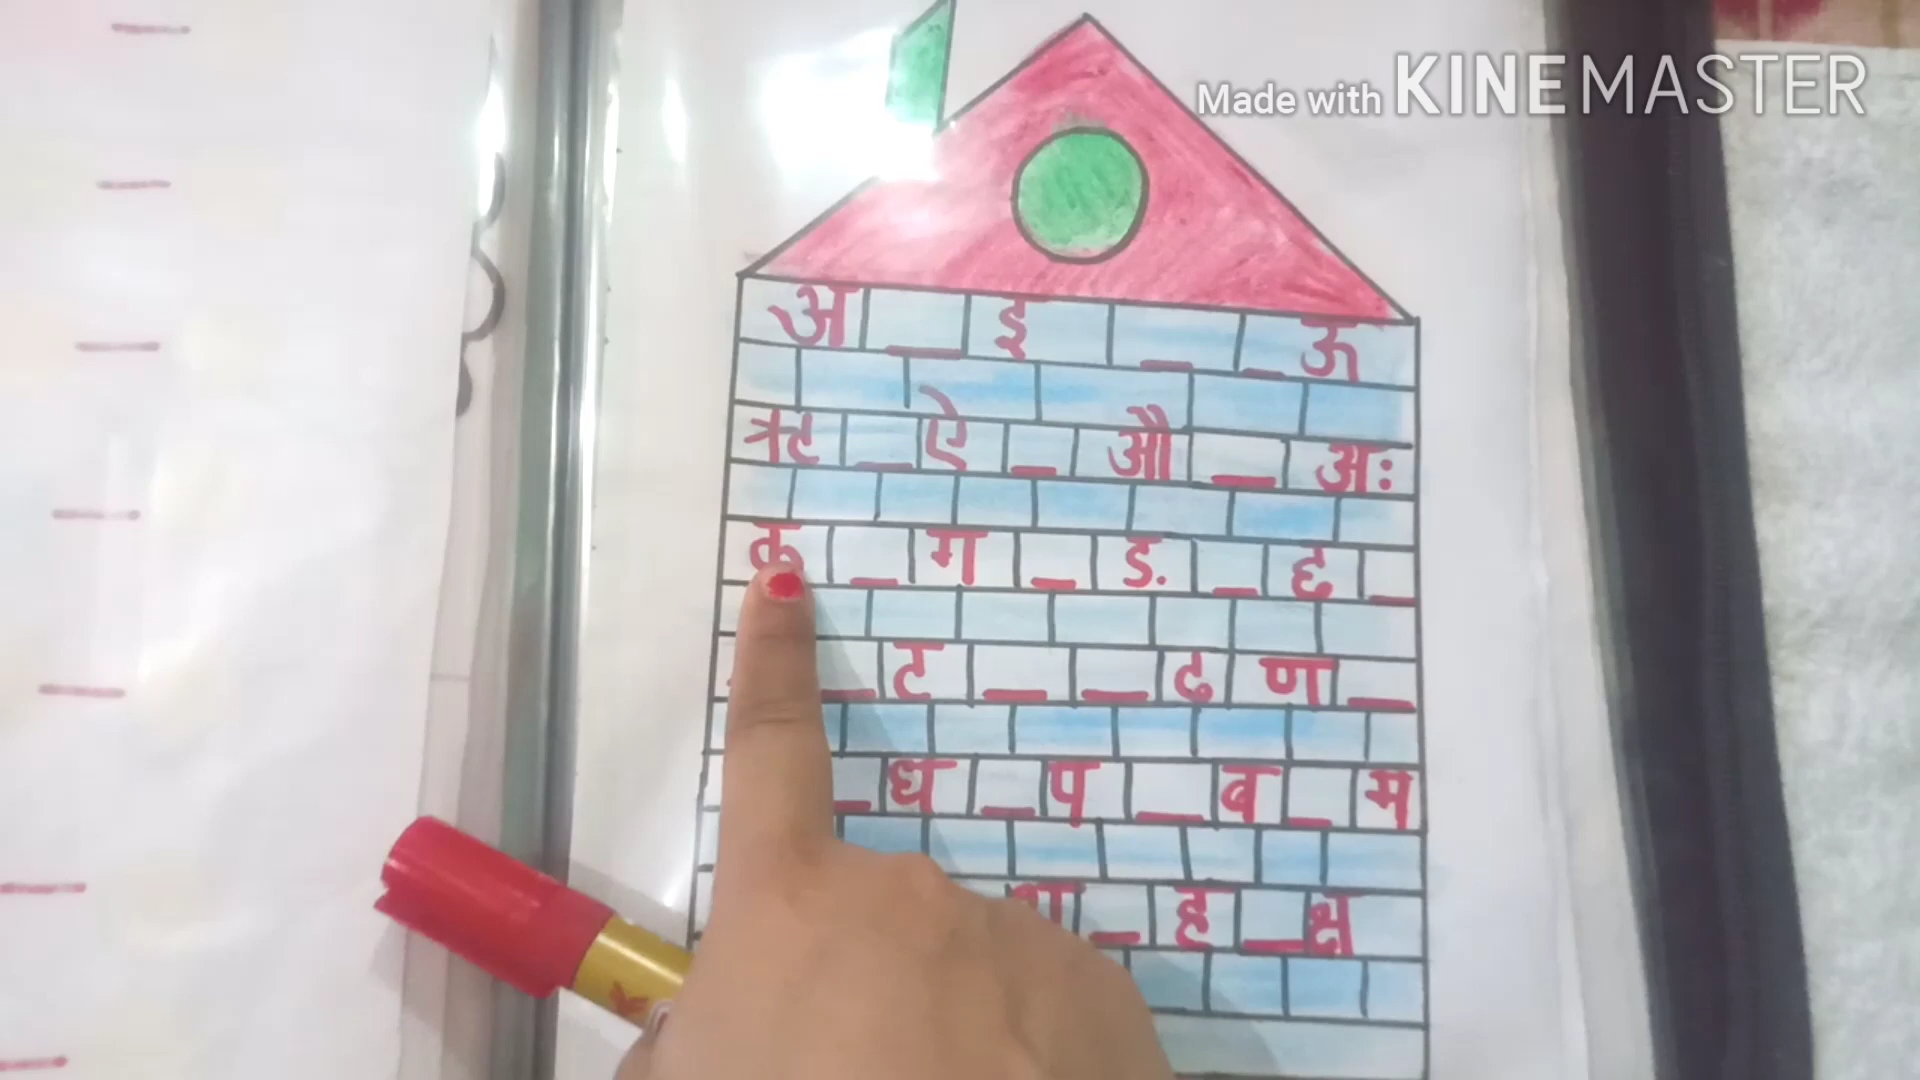 Made with KINEMASTER
अ _ इ _ _ ऊ
ऋ _ ऐ _ औ _ अः
क _ ग _ ङ _ छ _
_ ट _ _ ढ ण _
_ ध _ प _ ब _ म
_ ह _ क्ष